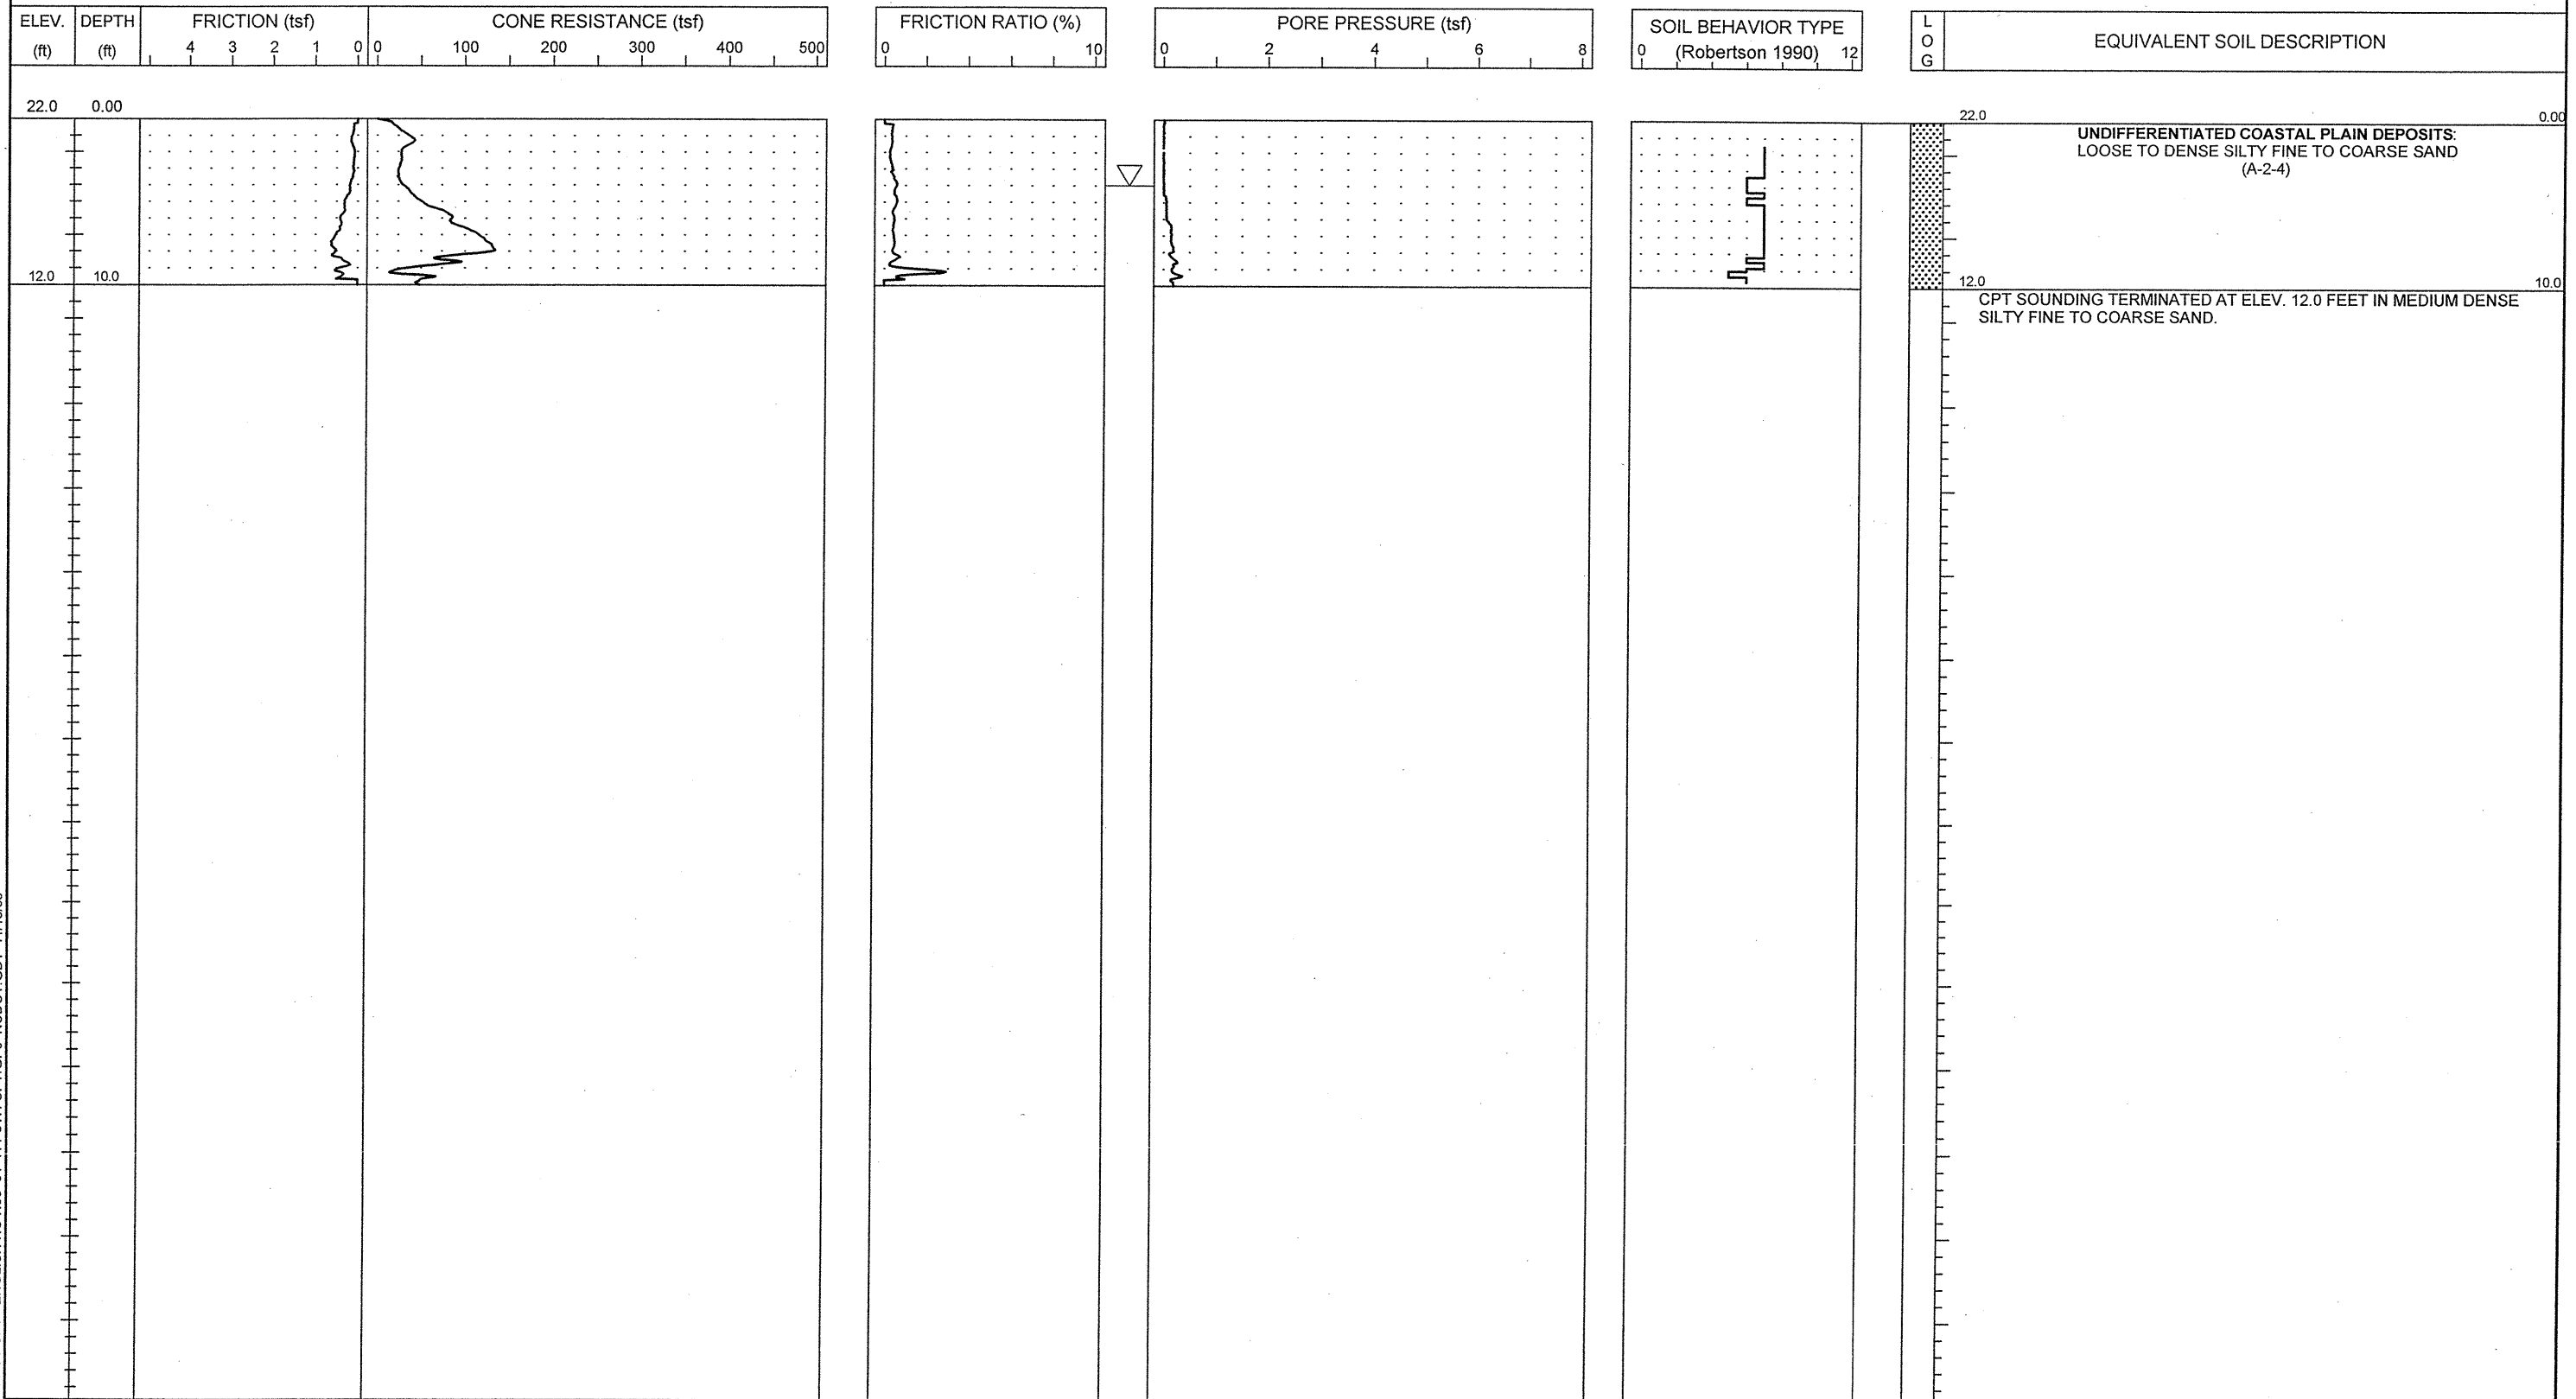 ELEV. DEPTH FRICTION (tsf) CONE RESISTANCE (tsf) FRICTION RATIO (%) PORE PRESSURE (tsf) SOIL BEHAVIOR TYPE L
(ft) (ft) 4 3 2 1 0 0 100 200 300 400 500 0 10 0 2 4 6 8 (Robertson 1990) O EQUIVALENT SOIL DESCRIPTION
0 12 G
22.0 0.00
22.0 0.00
UNDIFFERENTIATED COASTAL PLAIN DEPOSITS:
LOOSE TO DENSE SILTY FINE TO COARSE SAND
(A-2-4)
12.0 10.0
12.0 10.0
CPT SOUNDING TERMINATED AT ELEV. 12.0 FEET IN MEDIUM DENSE
SILTY FINE TO COARSE SAND.